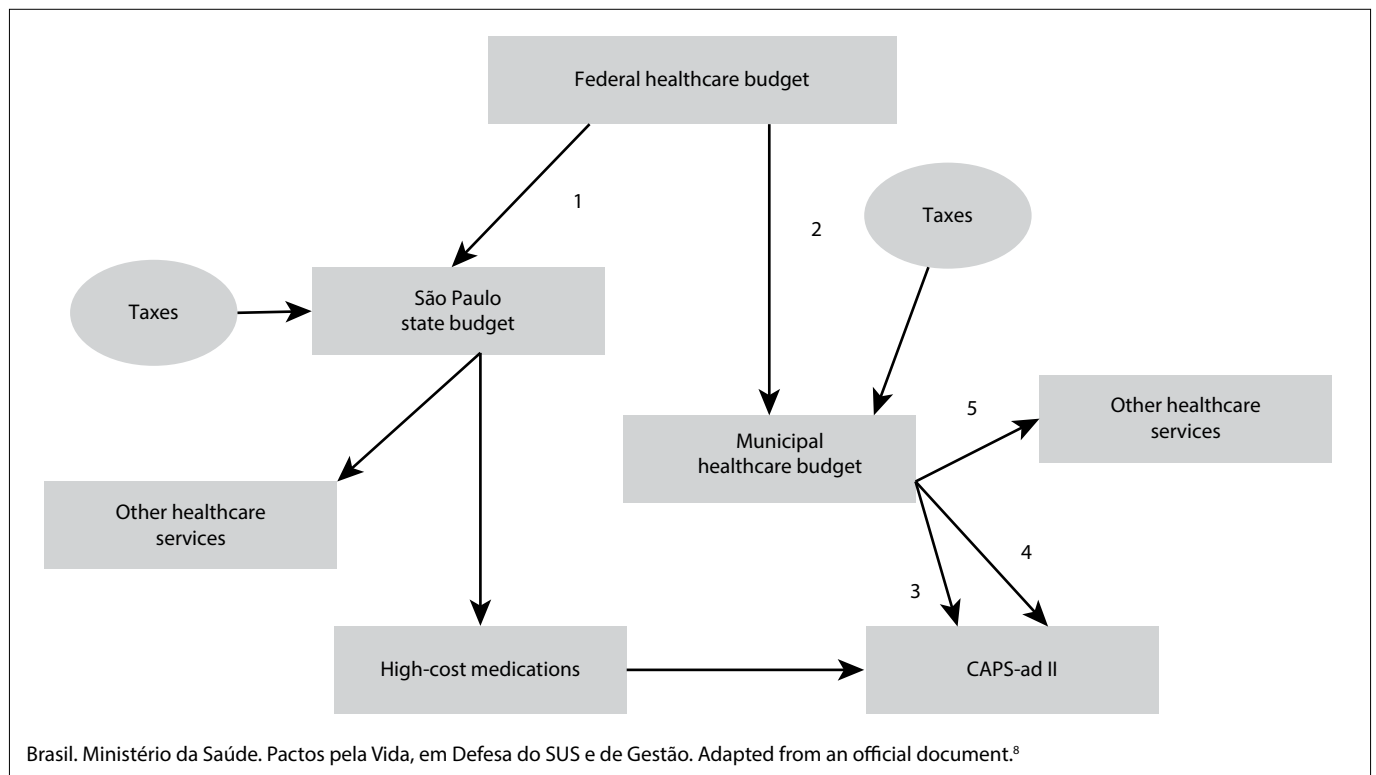 Federal healthcare budget
1
2
Taxes
Taxes
São Paulo
state budget
5
Other healthcare
services
Municipal
healthcare budget
Other healthcare
services
4
3
High-cost medications
CAPS-ad II
Brasil. Ministério da Saúde. Pactos pela Vida, em Defesa do SUS e de Gestão. Adapted from an official document.⁸